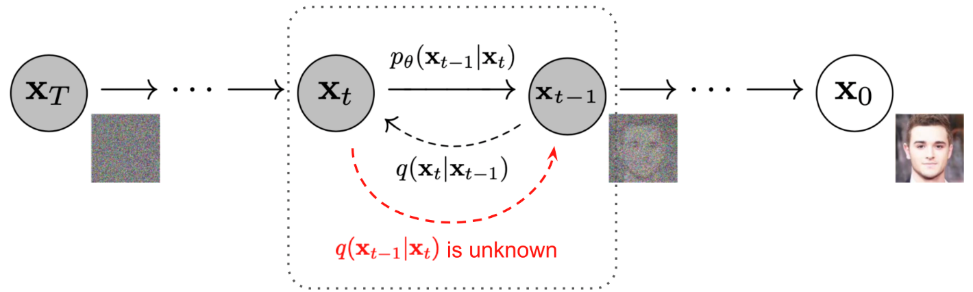 p_θ(x_{t-1}|x_t)
x_T → ··· → x_t → x_{t-1} → ··· → x_0
q(x_t|x_{t-1})
q(x_{t-1}|x_t) is unknown